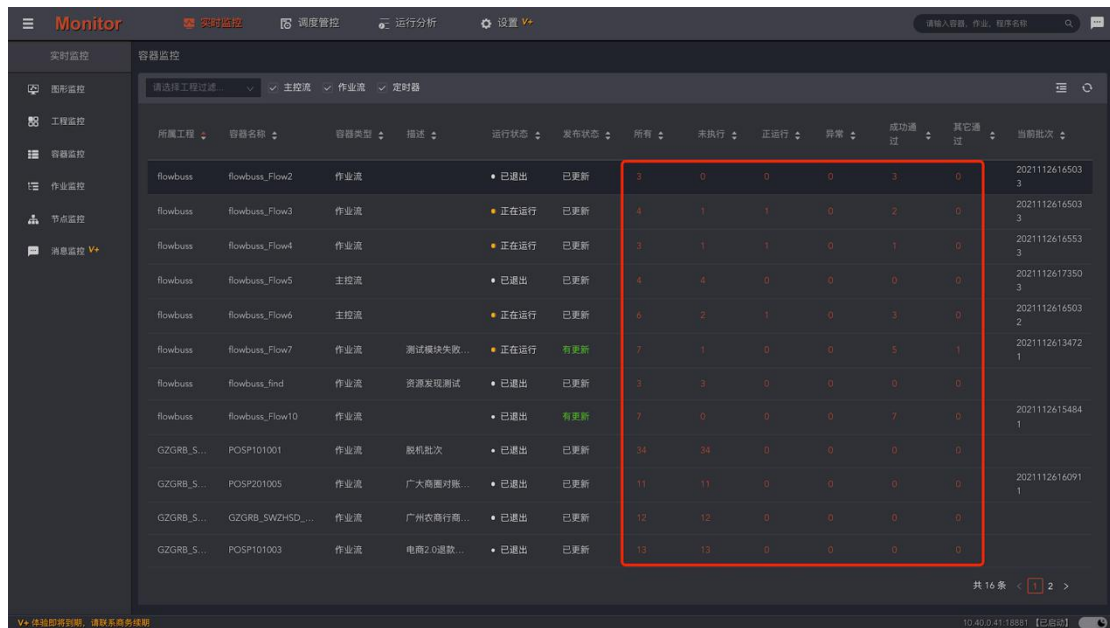 Monitor 实时监控 调度管控 运行分析 设置 V+ 请输入容器、作业、程序名称
实时监控 容器监控
图形监控
工程监控
容器监控
作业监控
节点监控
消息监控 V+
请选择工程过滤... 主控流 作业流 定时器
所属工程 容器名称 容器类型 描述 运行状态 发布状态 所有 未执行 正运行 异常 成功通过 其它通过 当前批次
flowbuss flowbuss_Flow2 作业流 已退出 已更新 3 0 0 0 3 0 20211126165033
flowbuss flowbuss_Flow3 作业流 正在运行 已更新 4 1 1 0 2 0 20211126165033
flowbuss flowbuss_Flow4 作业流 正在运行 已更新 3 1 1 0 1 0 20211126165533
flowbuss flowbuss_Flow5 主控流 已退出 已更新 4 4 0 0 0 0 20211126173503
flowbuss flowbuss_Flow6 主控流 正在运行 已更新 6 2 1 0 3 0 20211126165032
flowbuss flowbuss_Flow7 作业流 测试模块失败... 正在运行 有更新 7 1 0 0 5 1 20211126134721
flowbuss flowbuss_find 作业流 资源发现测试 已退出 已更新 3 3 0 0 0 0
flowbuss flowbuss_Flow10 作业流 已退出 有更新 7 0 0 0 7 0 20211126154841
GZGRB_S... POSP101001 作业流 脱机批次 已退出 已更新 34 34 0 0 0 0
GZGRB_S... POSP201005 作业流 广大商圈对账... 已退出 已更新 11 11 0 0 0 0 20211126160911
GZGRB_S... GZGRB_SWZHSD_... 作业流 广州农商行商... 已退出 已更新 12 12 0 0 0 0
GZGRB_S... POSP101003 作业流 电商2.0退款... 已退出 已更新 13 13 0 0 0 0
共 16 条 < 1 2 >
V+ 体验即将到期，请联系商务续期 10.40.0.41:18881 【已启动】